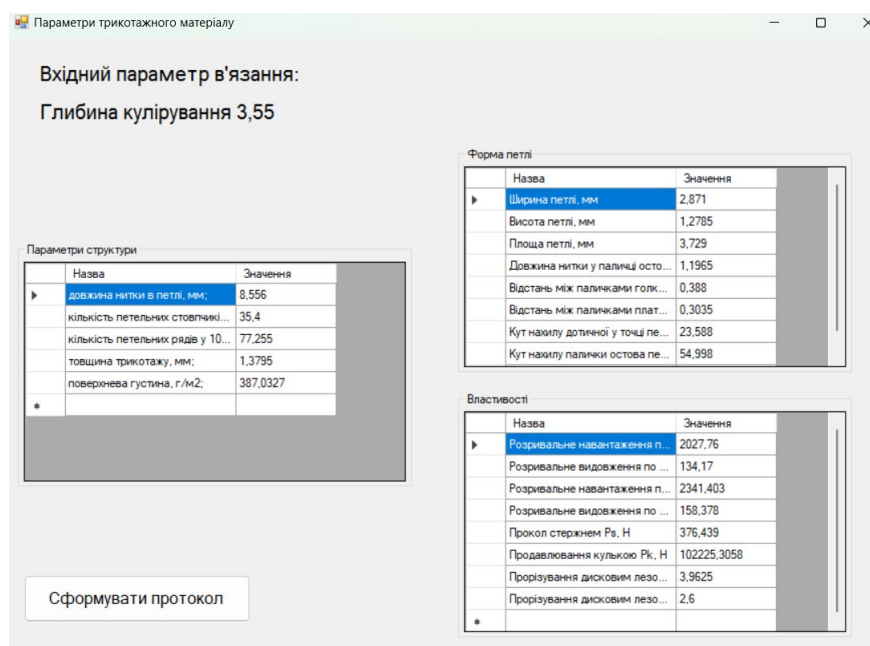 Параметри трикотажного матеріалу
Вхідний параметр в'язання:
Глибина кулірування 3,55
Форма петлі
Назва Значення
Ширина петлі, мм 2,871
Висота петлі, мм 1,2785
Площа петлі, мм 3,729
Довжина нитки у паличці осто... 1,1965
Відстань між паличками голк... 0,388
Відстань між паличками плат... 0,3035
Кут нахилу дотичної у точці пе... 23,588
Кут нахилу палички остова пе... 54,998
Параметри структури
Назва Значення
довжина нитки в петлі, мм; 8,556
кількість петельних стовпчикі... 35,4
кількість петельних рядів у 10... 77,255
товщина трикотажу, мм; 1,3795
поверхнева густина, г/м2; 387,0327
Властивості
Назва Значення
Розривальне навантаження п... 2027,76
Розривальне видовження по ... 134,17
Розривальне навантаження п... 2341,403
Розривальне видовження по ... 158,378
Прокол стержнем Ps, Н 376,439
Продавлювання кулькою Pk, Н 102225,3058
Прорізування дисковим лезо... 3,9625
Прорізування дисковим лезо... 2,6
Сформувати протокол